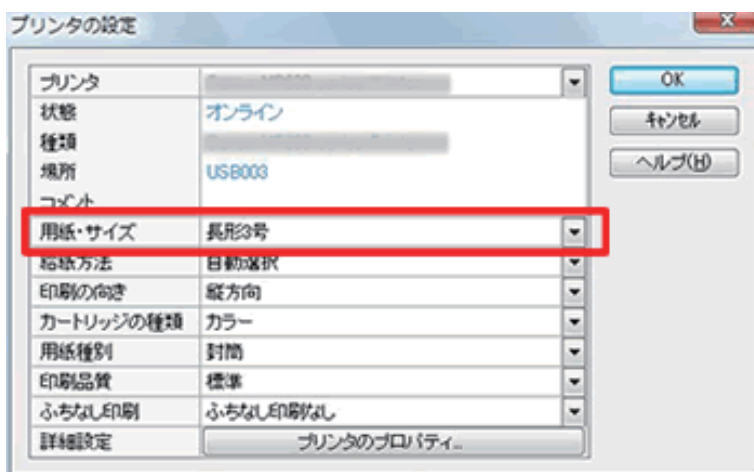 プリンタの設定
プリンタ
OK
状態 オンライン
キャンセル
種類
場所 USB003
ヘルプ(H)
コメント
用紙・サイズ 長形3号
給紙方法 自動選択
印刷の向き 縦方向
カートリッジの種類 カラー
用紙種別 封筒
印刷品質 標準
ふちなし印刷 ふちなし印刷なし
詳細設定 プリンタのプロパティ...